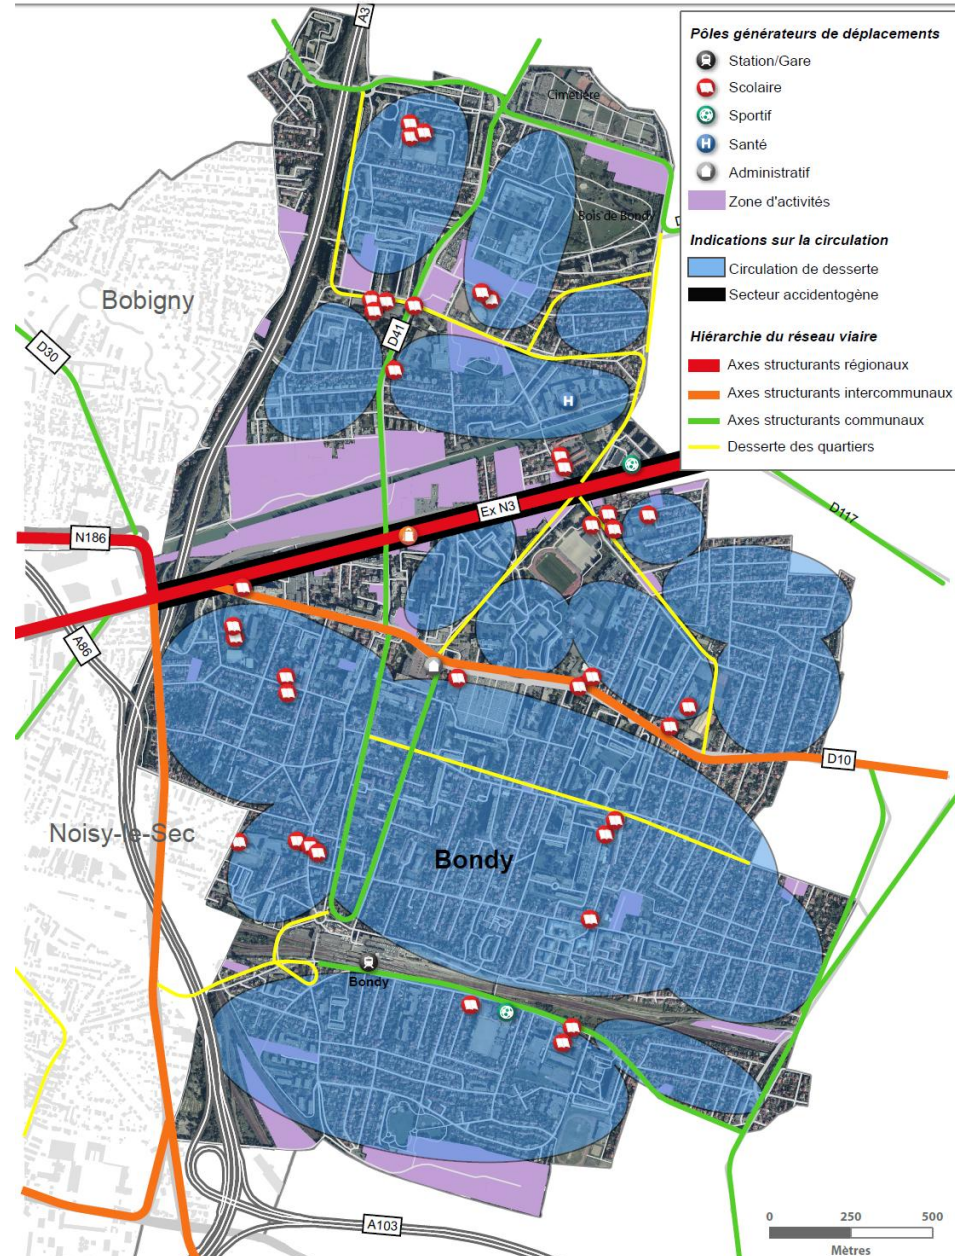 A3
Pôles générateurs de déplacements
Station/Gare
Scolaire
Sportif
H
Santé
Administratif
Zone d'activités
Indications sur la circulation
Circulation de desserte
Secteur accidentogène
Hiérarchie du réseau viaire
Axes structurants régionaux
Axes structurants intercommunaux
Axes structurants communaux
Desserte des quartiers
Cimetière
Bois de Bondy
D
Bobigny
D30
D41
H
Ex N3
D117
N186
A86
D10
Noisy-le-Sec
Bondy
Bondy
A103
0 250 500
Mètres